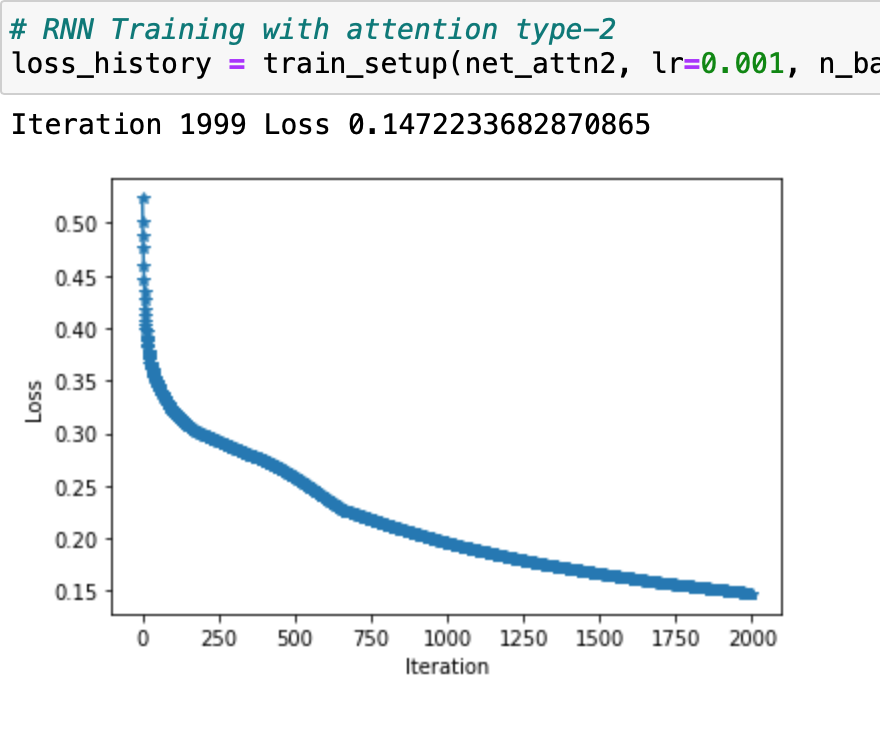 # RNN Training with attention type-2
loss_history = train_setup(net_attn2, lr=0.001, n_ba
Iteration 1999 Loss 0.1472233682870865
0.50
0.45
0.40
0.35
0.30
0.25
0.20
0.15
Loss
0 250 500 750 1000 1250 1500 1750 2000
Iteration